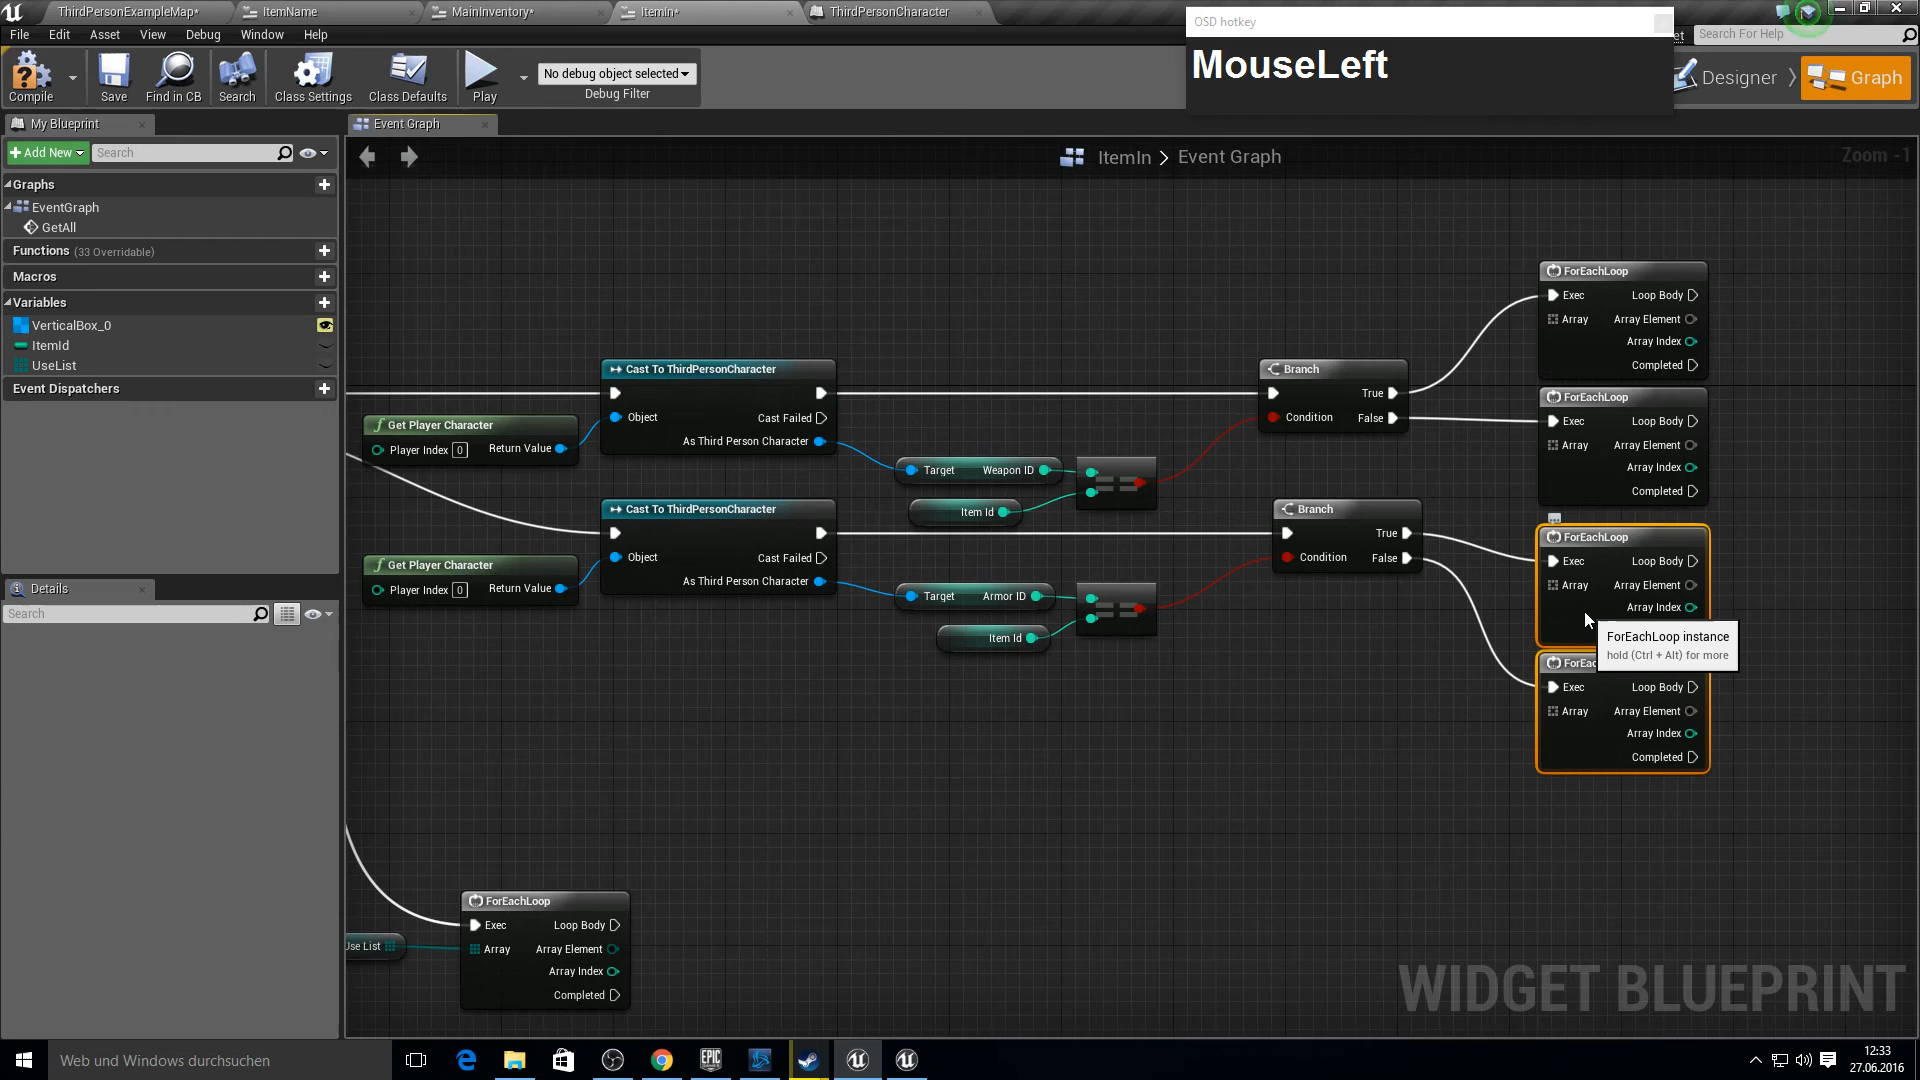 ThirdPersonExampleMap*
ItemName
MainInventory*
ItemIn*
ThirdPersonCharacter
OSD hotkey
MouseLeft
File
Edit
Asset
View
Debug
Window
Help
Search For Help
Compile
Save
Find in CB
Search
Class Settings
Class Defaults
Play
No debug object selected
Debug Filter
Designer
Graph
My Blueprint
Event Graph
Add New
Search
ItemIn > Event Graph
Zoom -1
Graphs
EventGraph
GetAll
Functions (33 Overridable)
Macros
Variables
VerticalBox_0
ItemId
UseList
Event Dispatchers
Details
Search
Cast To ThirdPersonCharacter
Object
Cast Failed
As Third Person Character
Get Player Character
Player Index 0
Return Value
Target
Weapon ID
Item Id
Branch
True
Condition
False
ForEachLoop
Exec
Loop Body
Array
Array Element
Array Index
Completed
ForEachLoop
Exec
Loop Body
Array
Array Element
Array Index
Completed
Cast To ThirdPersonCharacter
Object
Cast Failed
As Third Person Character
Get Player Character
Player Index 0
Return Value
Target
Armor ID
Item Id
Branch
True
Condition
False
ForEachLoop
Exec
Loop Body
Array
Array Element
Array Index
ForEachLoop instance
hold (Ctrl + Alt) for more
ForEac
Exec
Loop Body
Array
Array Element
Array Index
Completed
Use List
ForEachLoop
Exec
Loop Body
Array
Array Element
Array Index
Completed
WIDGET BLUEPRINT
Web und Windows durchsuchen
EPIC
12:33
27.06.2016